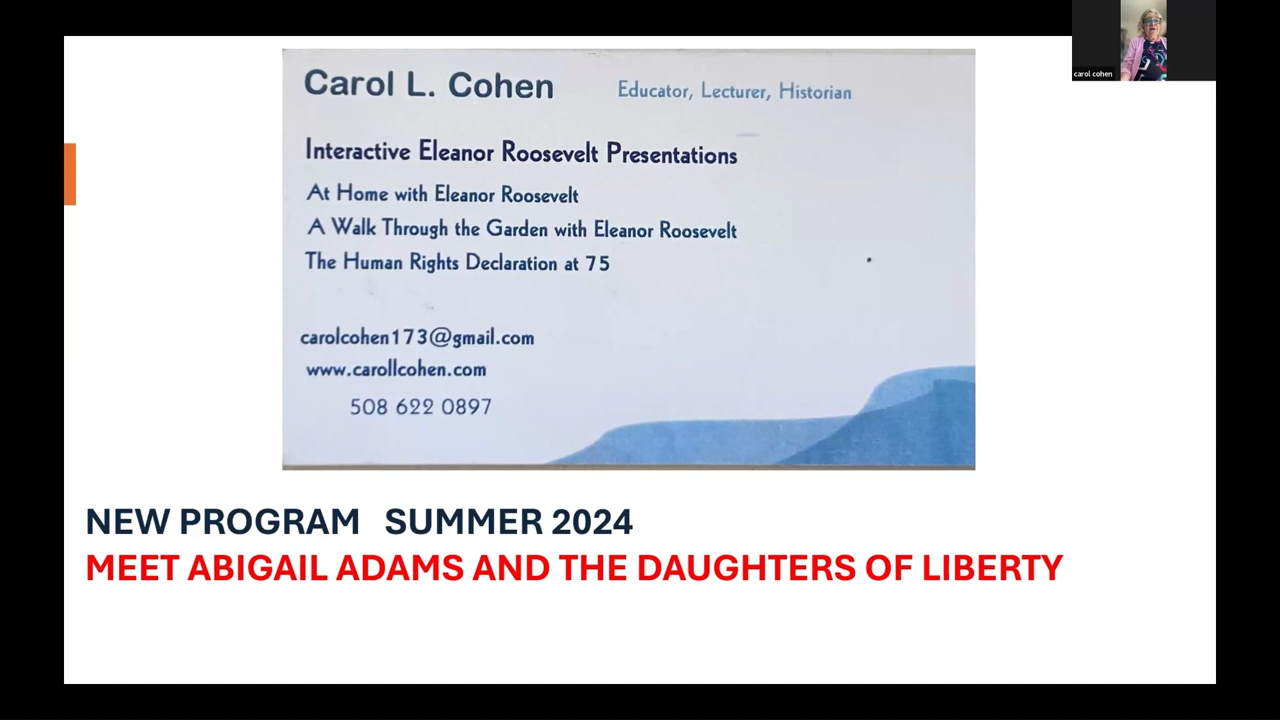 carol cohen
Carol L. Cohen
Educator, Lecturer, Historian
Interactive Eleanor Roosevelt Presentations
At Home with Eleanor Roosevelt
A Walk Through the Garden with Eleanor Roosevelt
The Human Rights Declaration at 75
carolcohen173@gmail.com
www.carollcohen.com
508 622 0897
NEW PROGRAM SUMMER 2024
MEET ABIGAIL ADAMS AND THE DAUGHTERS OF LIBERTY